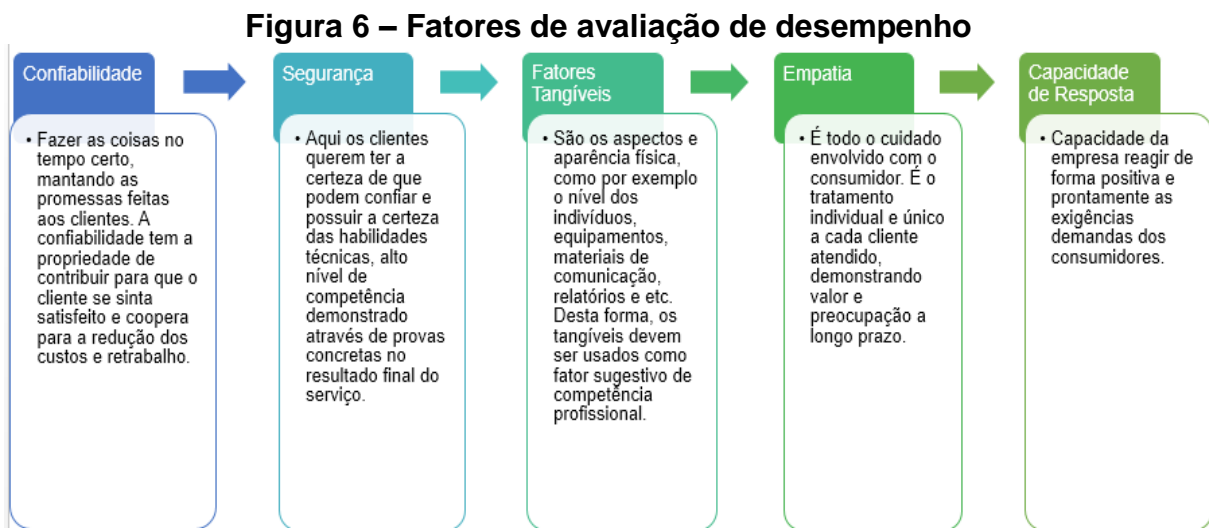 Figura 6 – Fatores de avaliação de desempenho
Confiabilidade
• Fazer as coisas no
tempo certo,
mantando as
promessas feitas
aos clientes. A
confiabilidade tem a
propriedade de
contribuir para que o
cliente se sinta
satisfeito e coopera
para a redução dos
custos e retrabalho.
Segurança
• Aqui os clientes
querem ter a
certeza de que
podem confiar e
possuir a certeza
das habilidades
técnicas, alto
nível de
competência
demonstrado
através de provas
concretas no
resultado final do
serviço.
Fatores
Tangíveis
• São os aspectos e
aparência física,
como por exemplo
o nível dos
indivíduos,
equipamentos,
materiais de
comunicação,
relatórios e etc.
Desta forma, os
tangíveis devem
ser usados como
fator sugestivo de
competência
profissional.
Empatia
• É todo o cuidado
envolvido com o
consumidor. É o
tratamento
individual e único
a cada cliente
atendido,
demonstrando
valor e
preocupação a
longo prazo.
Capacidade
de Resposta
• Capacidade da
empresa reagir de
forma positiva e
prontamente as
exigências
demandas dos
consumidores.